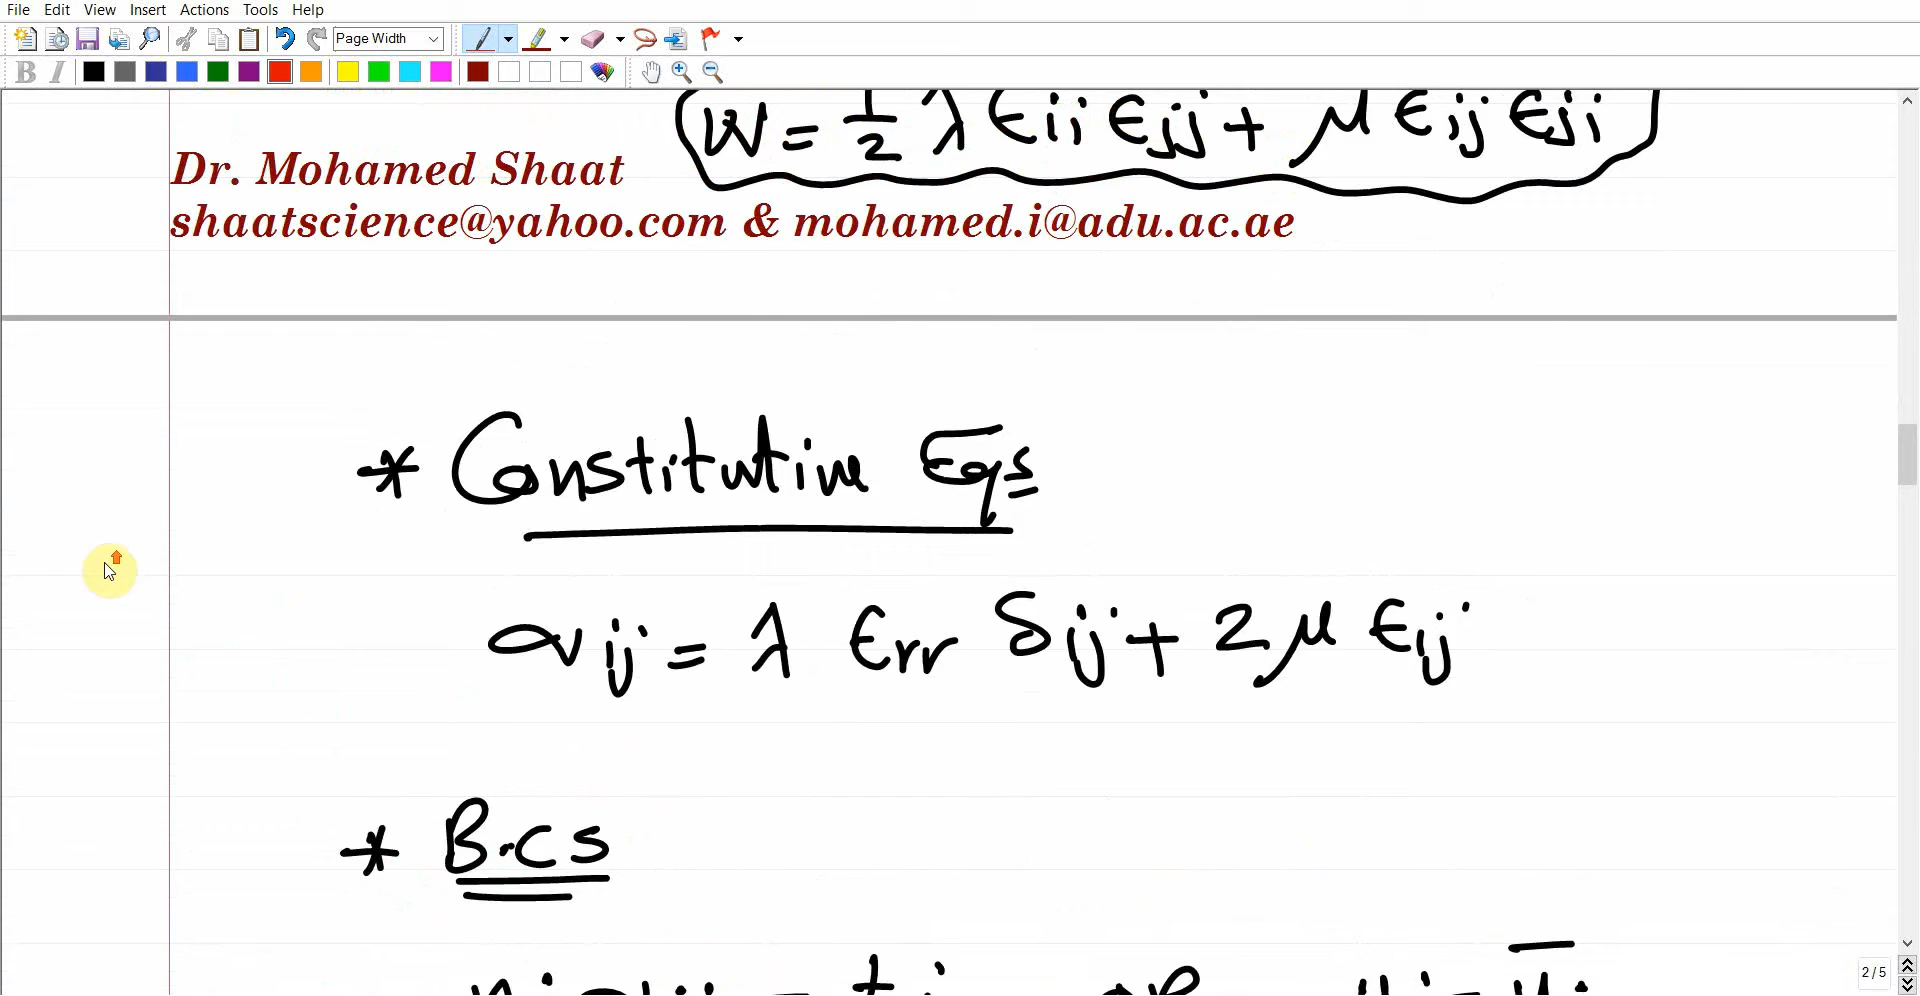 File Edit View Insert Actions Tools Help
Page Width
B I
W = 1/2 λ ϵii ϵjj + μ ϵij ϵji
Dr. Mohamed Shaat
shaatscience@yahoo.com & mohamed.i@adu.ac.ae
* Constitutive Eqs
σij = λ ϵrr δij + 2μ ϵij
* B.Cs
2/5